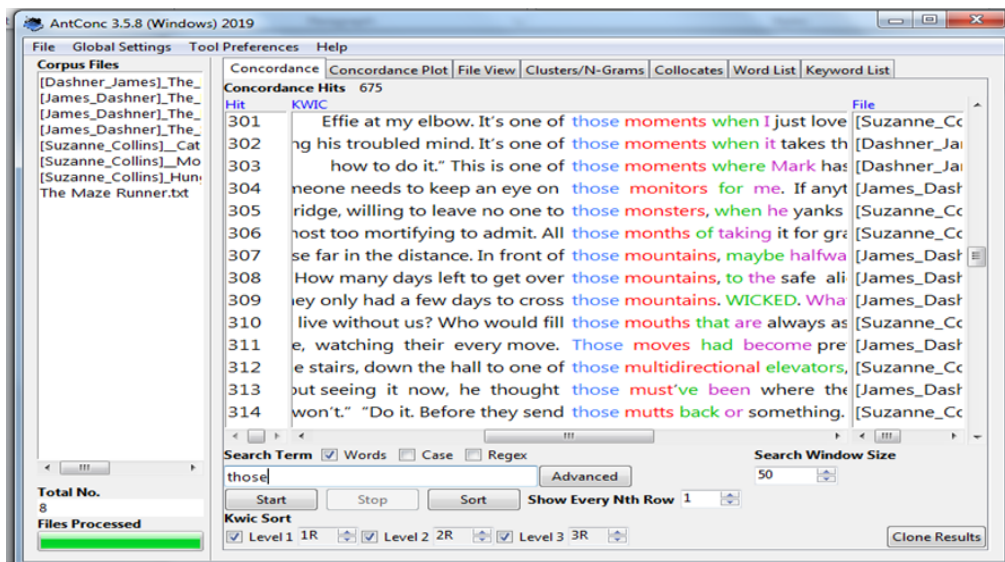 AntConc 3.5.8 (Windows) 2019
File Global Settings Tool Preferences Help
Corpus Files
[Dashner_James]_The_
[James_Dashner]_The_
[James_Dashner]_The_
[James_Dashner]_The_
[Suzanne_Collins]__Cat
[Suzanne_Collins]__Mo
[Suzanne_Collins]_Hun
The Maze Runner.txt
Total No.
8
Files Processed
Concordance Concordance Plot File View Clusters/N-Grams Collocates Word List Keyword List
Concordance Hits 675
Hit KWIC File
301 Effie at my elbow. It's one of those moments when I just love [Suzanne_Co
302 ng his troubled mind. It's one of those moments when it takes th [Dashner_Ja
303 how to do it." This is one of those moments where Mark has [Dashner_Ja
304 meone needs to keep an eye on those monitors for me. If anyt [James_Dash
305 ridge, willing to leave no one to those monsters, when he yanks [Suzanne_Co
306 nost too mortifying to admit. All those months of taking it for gra [Suzanne_Co
307 se far in the distance. In front of those mountains, maybe halfwa [James_Dash
308 How many days left to get over those mountains, to the safe ali [James_Dash
309 ey only had a few days to cross those mountains. WICKED. What [James_Dash
310 live without us? Who would fill those mouths that are always as [Suzanne_Co
311 e, watching their every move. Those moves had become pre [James_Dash
312 e stairs, down the hall to one of those multidirectional elevators, [Suzanne_Co
313 out seeing it now, he thought those must've been where the [James_Dash
314 won't." "Do it. Before they send those mutts back or something. [Suzanne_Co
Search Term Words Case Regex Search Window Size
those Advanced 50
Start Stop Sort Show Every Nth Row 1
Kwic Sort
Level 1 1R Level 2 2R Level 3 3R Clone Results